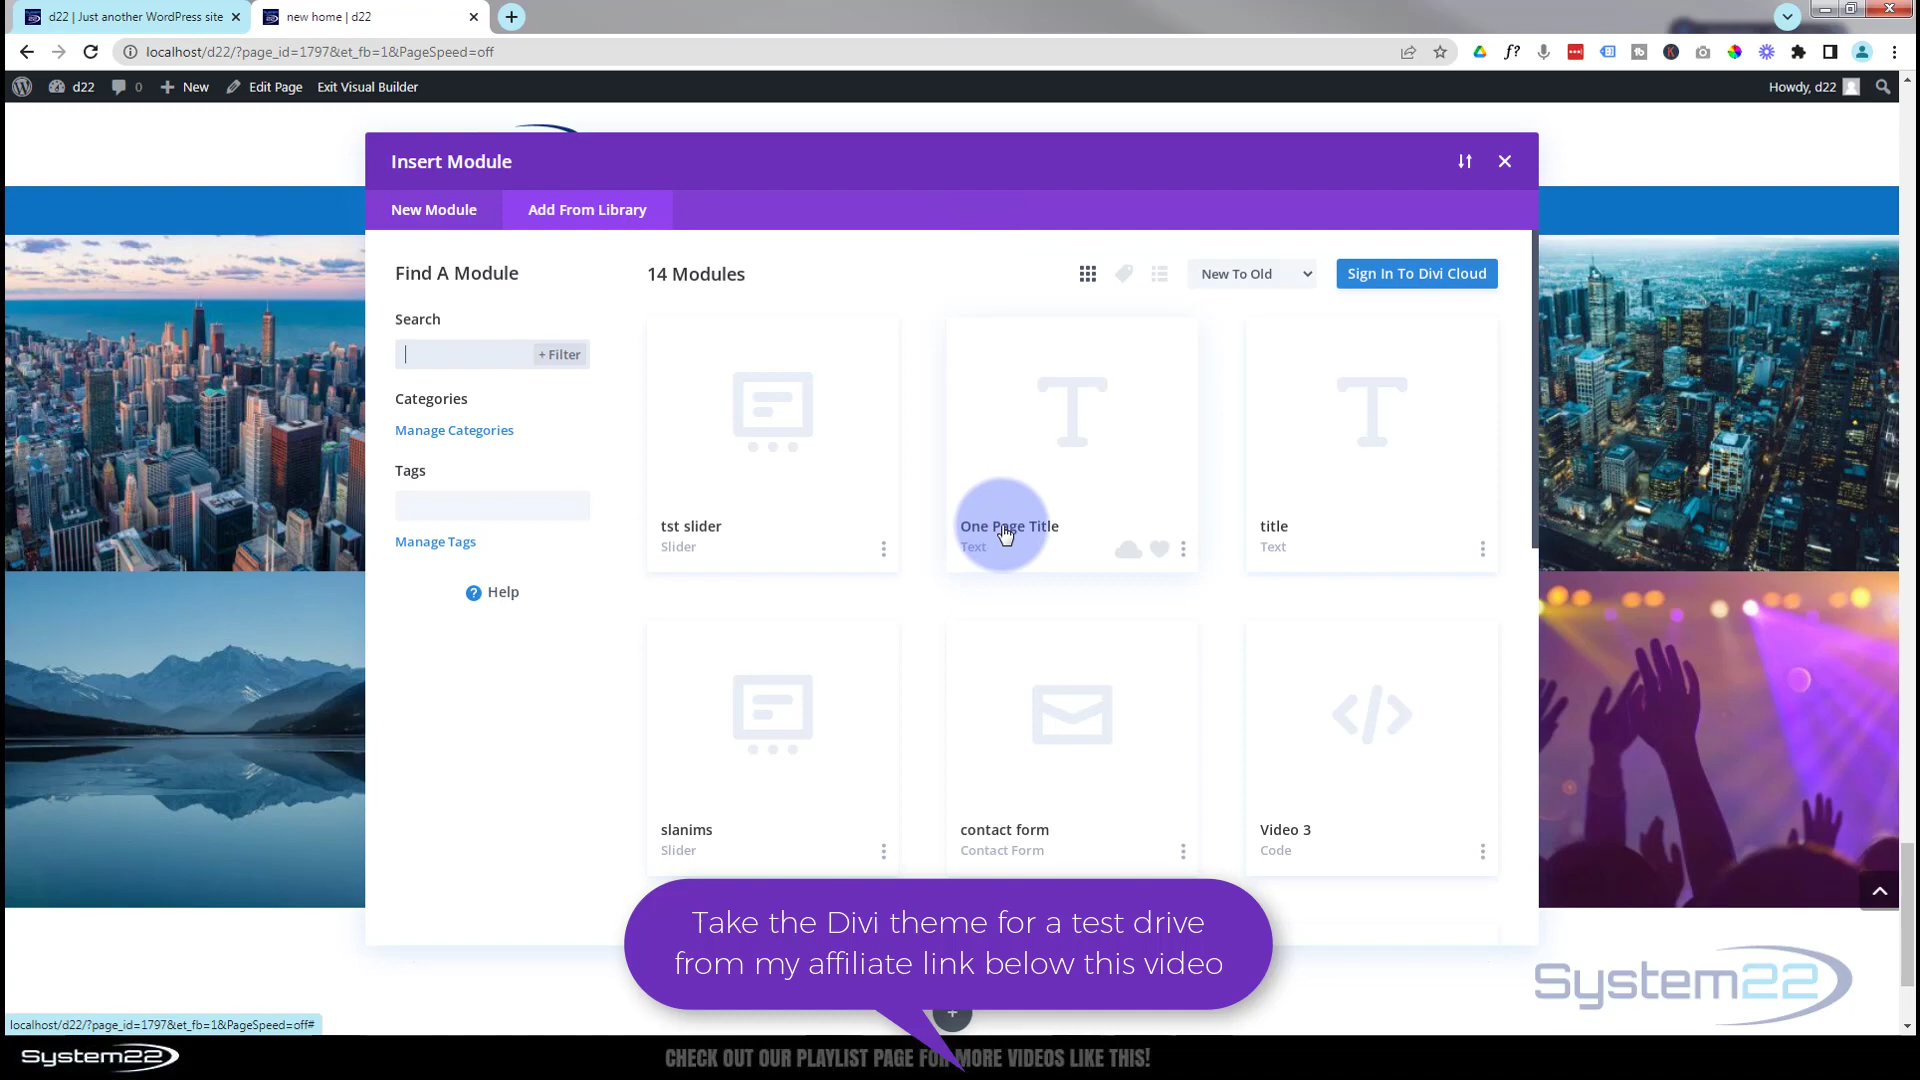 d22 | Just another WordPress site
new home | d22
localhost/d22/?page_id=1797&et_fb=1&PageSpeed=off
d22
0
New
Edit Page
Exit Visual Builder
Howdy, d22
Insert Module
New Module
Add From Library
Find A Module
14 Modules
New To Old
Sign In To Divi Cloud
Search
+ Filter
Categories
Manage Categories
Tags
Manage Tags
? Help
tst slider
Slider
One Page Title
Text
title
Text
slanims
Slider
contact form
Contact Form
Video 3
Code
Take the Divi theme for a test drive
from my affiliate link below this video
System22
localhost/d22/?page_id=1797&et_fb=1&PageSpeed=off#
System22
CHECK OUT OUR PLAYLIST PAGE FOR MORE VIDEOS LIKE THIS!